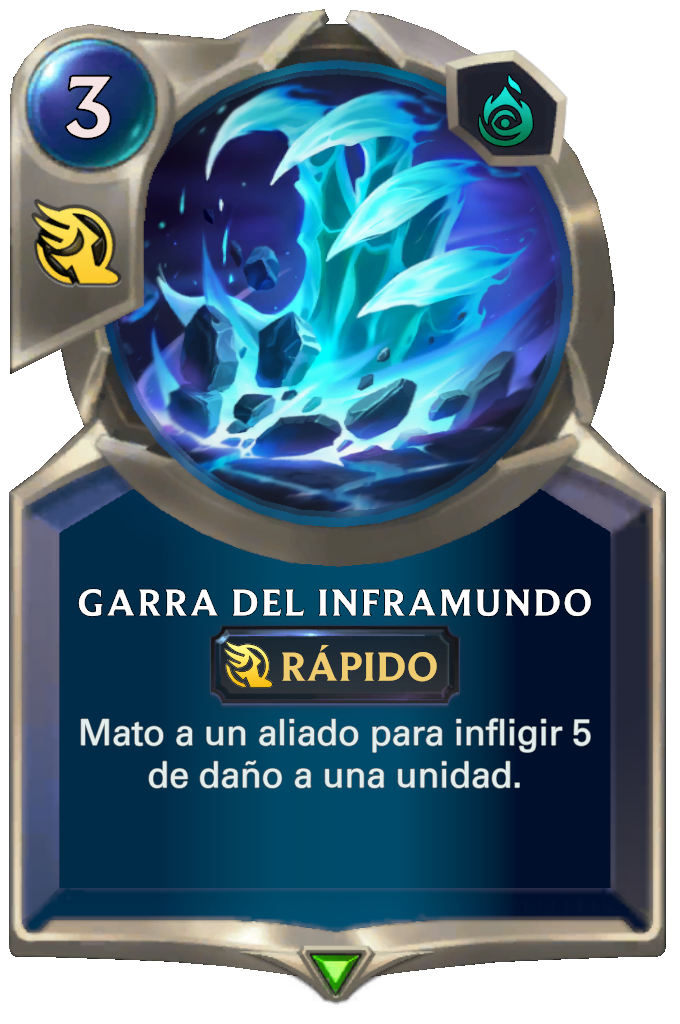 3
GARRA DEL INFRAMUNDO
RÁPIDO
Mato a un aliado para infligir 5
de daño a una unidad.